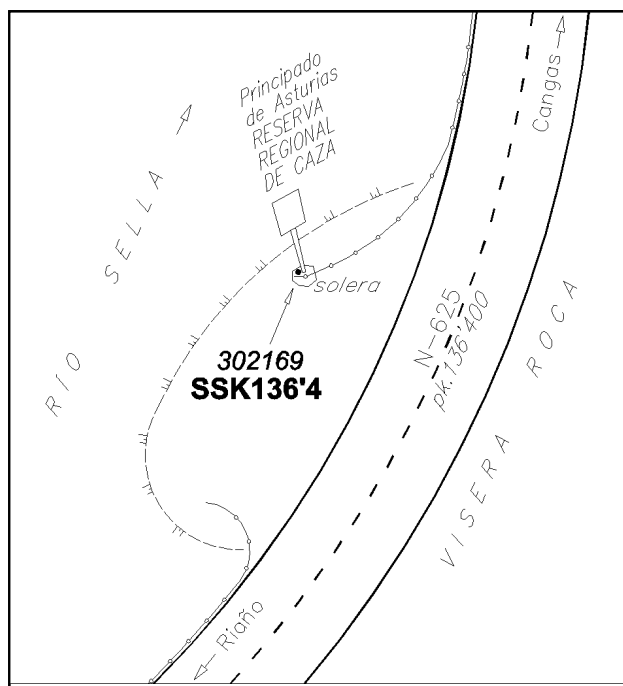 Principado
de Asturias
RESERVA
REGIONAL
DE CAZA
Cangas
RIO SELLA
solera
302169
SSK136'4
N-625
pk.136'400
VISERA ROCA
Riaño